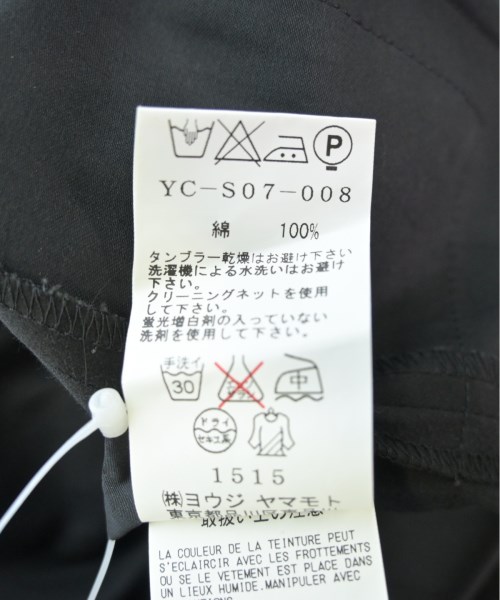 P
YC-S07-008
綿 100%
タンブラー乾燥はお避け下さい
洗濯機による水洗いはお避け
下さい。
クリーニングネットを使用
して下さい。
蛍光増白剤の入っていない
洗剤を使用して下さい。
手洗イ
30
中
ドライ
セキユ系
1515
(株)ヨウジ ヤマモト
東京都品川区
取扱い上の注意
LA COULEUR DE LA TEINTURE PEUT
S'ECLAIRCIR AVEC LES FROTTEMENTS
OU SE LE VETEMENT EST PLACE DANS
UN LIEUX HUMIDE.MANIPULER AVEC